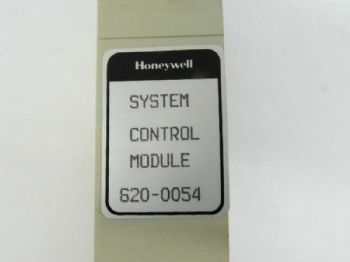 Honeywell
SYSTEM
CONTROL
MODULE
620-0054